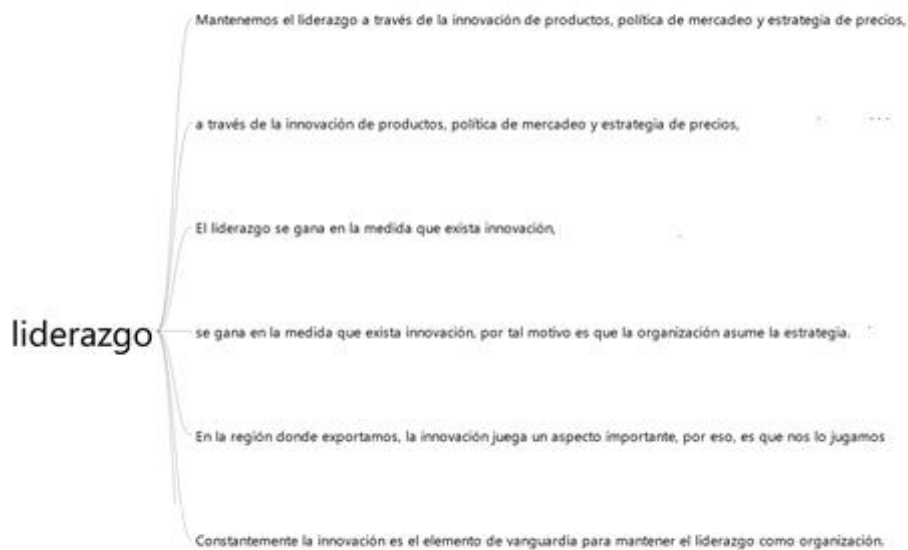 Mantenemos el liderazgo a través de la innovación de productos, política de mercadeo y estrategia de precios,
a través de la innovación de productos, política de mercadeo y estrategia de precios,
El liderazgo se gana en la medida que exista innovación,
liderazgo
se gana en la medida que exista innovación, por tal motivo es que la organización asume la estrategia.
En la región donde exportamos, la innovación juega un aspecto importante, por eso, es que nos lo jugamos
Constantemente la innovación es el elemento de vanguardia para mantener el liderazgo como organización.